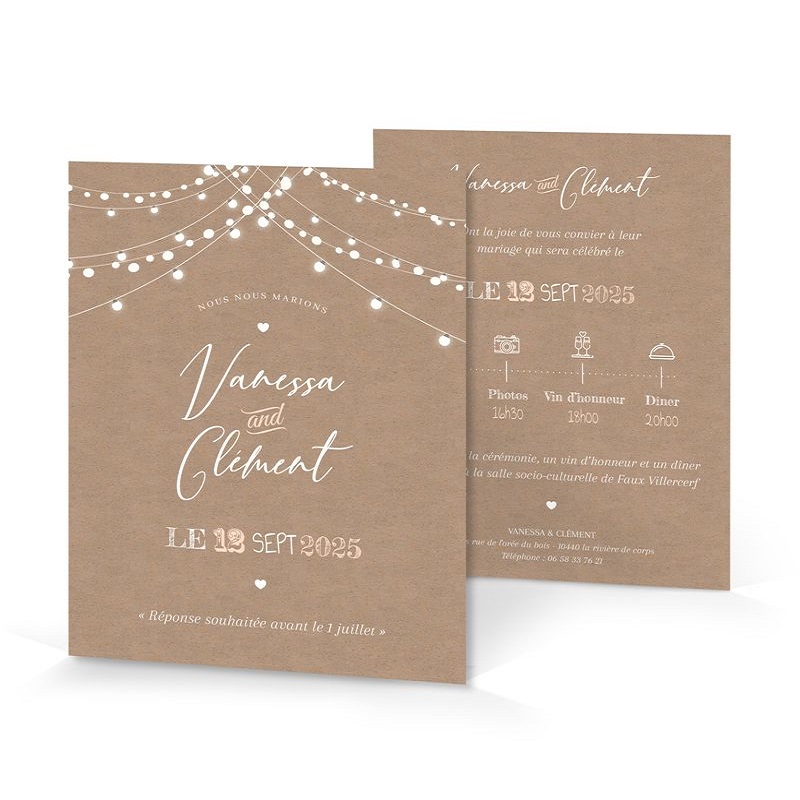 NOUS NOUS MARIONS
Vanessa
and
Clément
LE 12 SEPT 2025
« Réponse souhaitée avant le 1 juillet »
Vanessa and Clément
ont la joie de vous convier à leur
mariage qui sera célébré le
LE 12 SEPT 2025
Photos
16h30
Vin d'honneur
18h00
Dîner
20h00
la cérémonie, un vin d'honneur et un dîner
à la salle socio-culturelle de Faux Villercerf
VANESSA & CLÉMENT
rue de l'orée du bois - 10440 la rivière de corps
Téléphone : 06 58 33 76 21